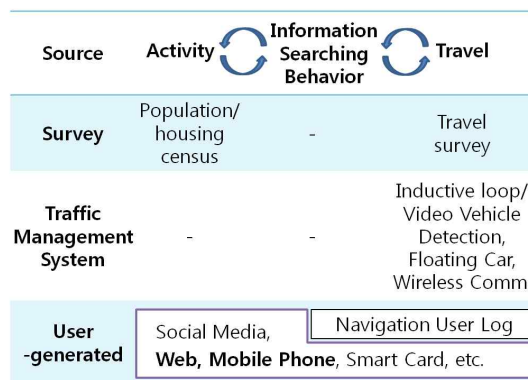 Source
Activity
Information
Searching
Behavior
Travel
Survey
Population/
housing
census
-
Travel
survey
Traffic
Management
System
-
-
Inductive loop/
Video Vehicle
Detection,
Floating Car,
Wireless Comm
User
-generated
Social Media,
Navigation User Log
Web, Mobile Phone, Smart Card, etc.